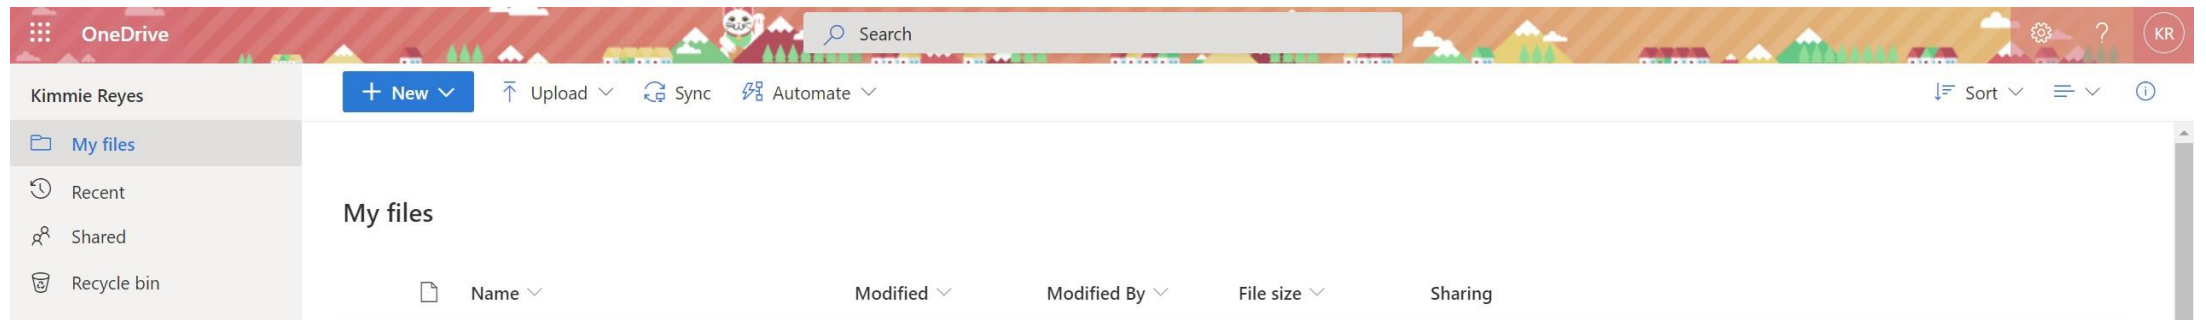 OneDrive Search ? KR
Kimmie Reyes
New Upload Sync Automate Sort
My files
Recent
Shared
Recycle bin
My files
Name Modified Modified By File size Sharing